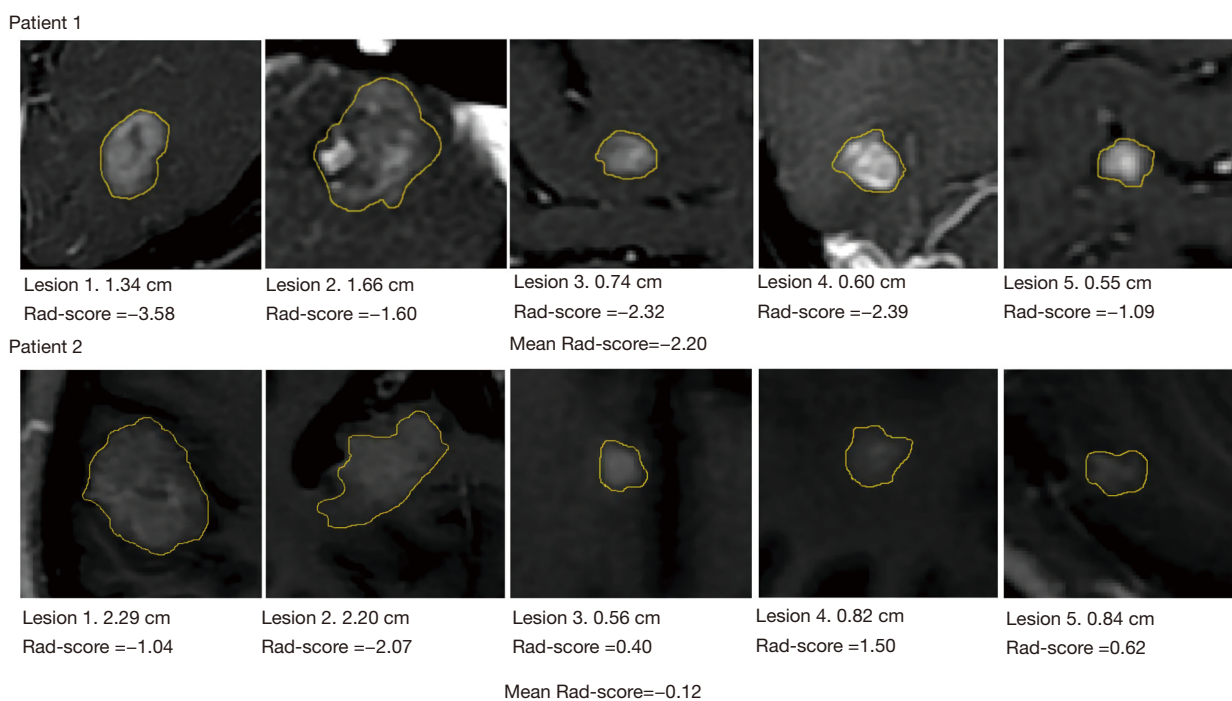 Patient 1
Lesion 1. 1.34 cm
Rad-score =−3.58
Lesion 2. 1.66 cm
Rad-score =−1.60
Lesion 3. 0.74 cm
Rad-score =−2.32
Lesion 4. 0.60 cm
Rad-score =−2.39
Lesion 5. 0.55 cm
Rad-score =−1.09
Mean Rad-score=−2.20
Patient 2
Lesion 1. 2.29 cm
Rad-score =−1.04
Lesion 2. 2.20 cm
Rad-score =−2.07
Lesion 3. 0.56 cm
Rad-score =0.40
Lesion 4. 0.82 cm
Rad-score =1.50
Lesion 5. 0.84 cm
Rad-score =0.62
Mean Rad-score=−0.12